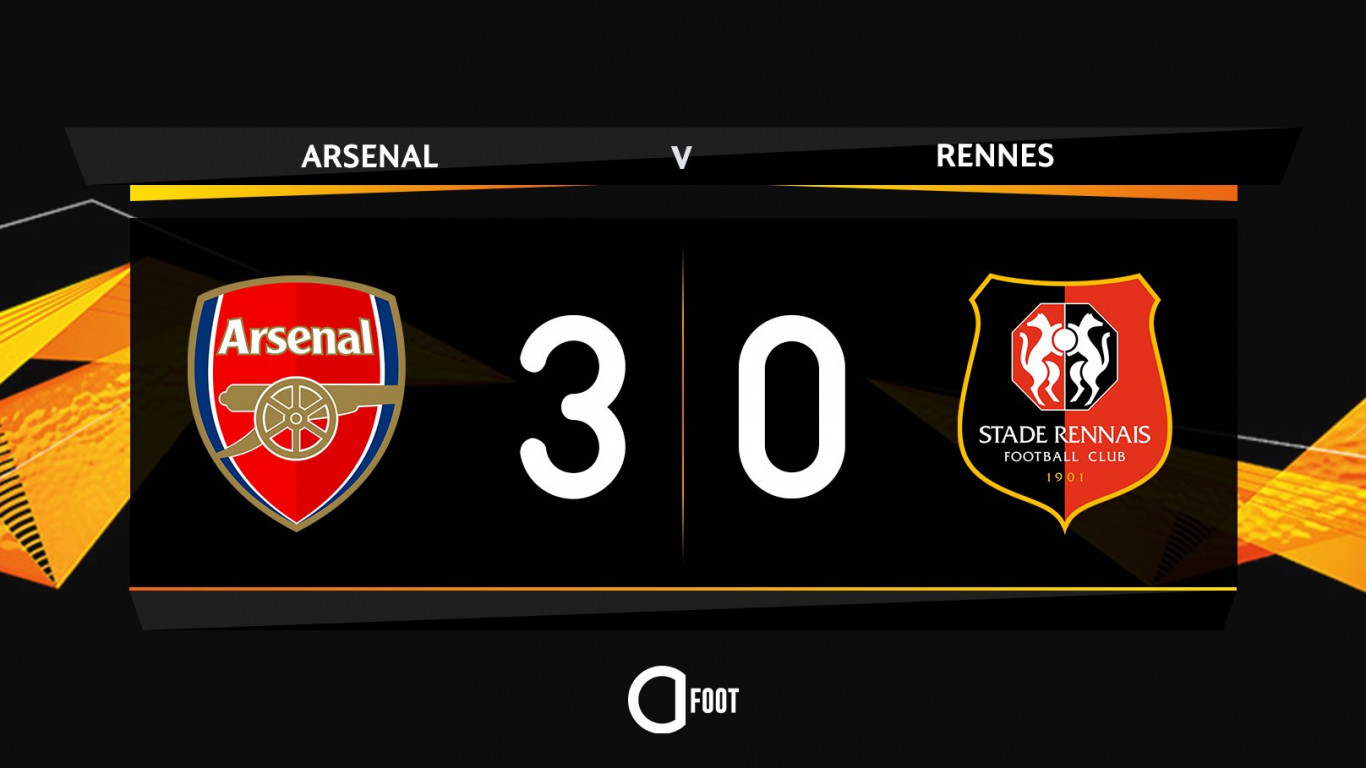 ARSENAL V RENNES
Arsenal
3 0
STADE RENNAIS
FOOTBALL CLUB
1901
FOOT